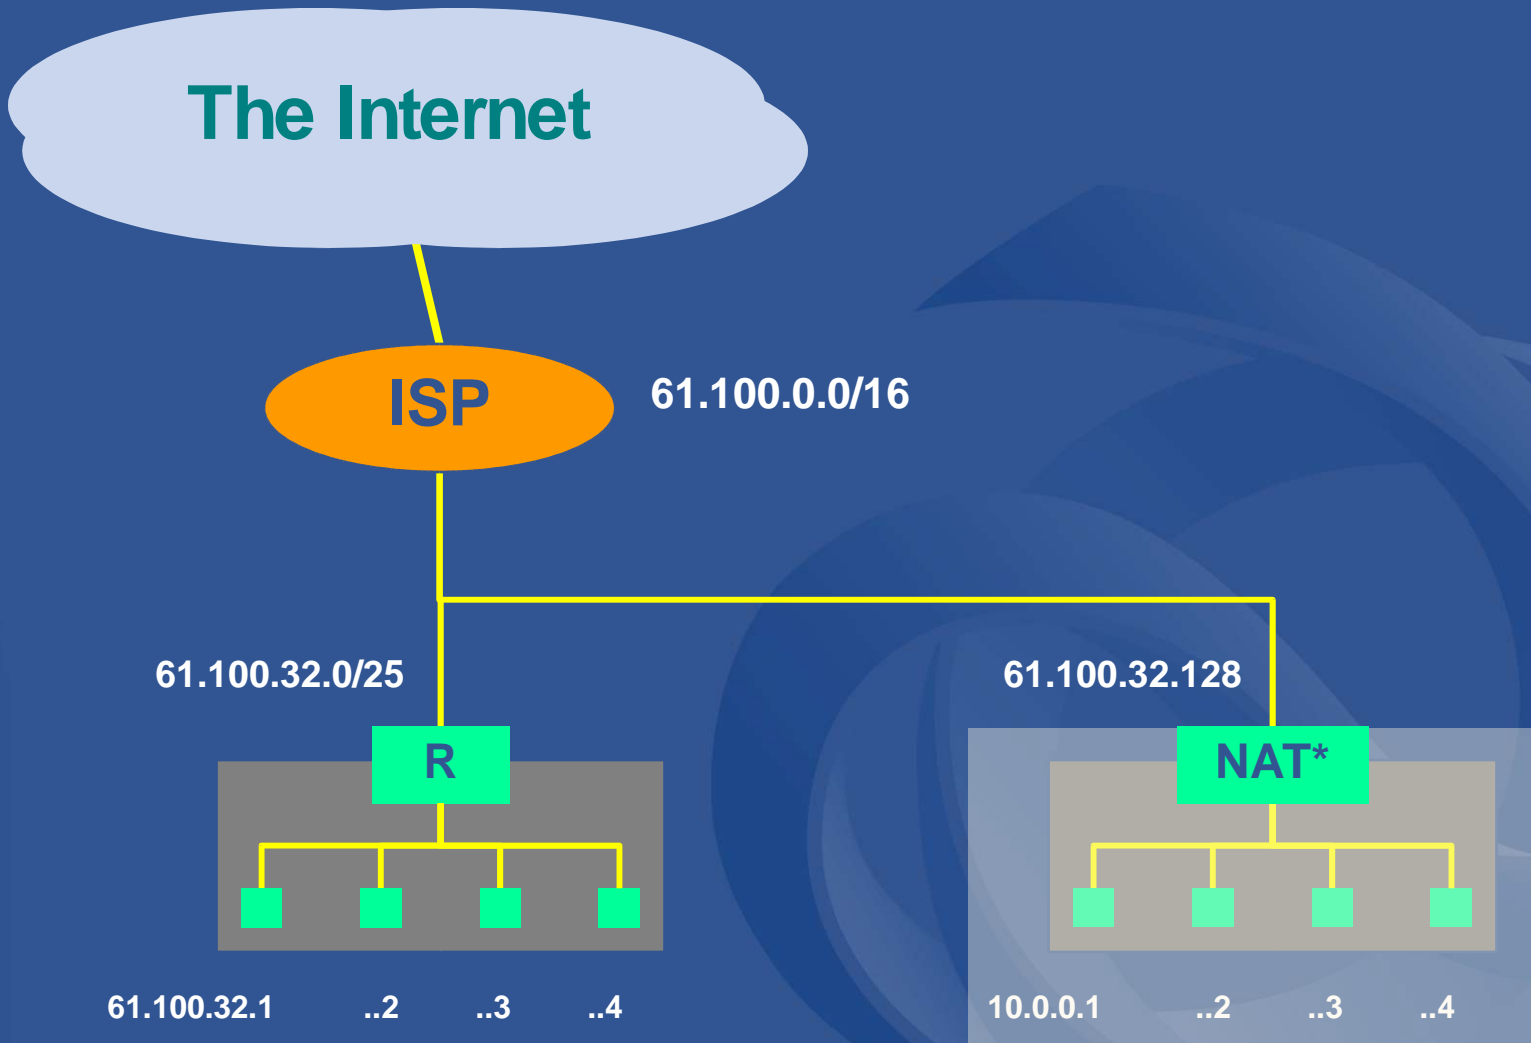 The Internet
ISP
61.100.0.0/16
61.100.32.0/25
61.100.32.128
R
NAT*
61.100.32.1 ..2 ..3 ..4
10.0.0.1 ..2 ..3 ..4